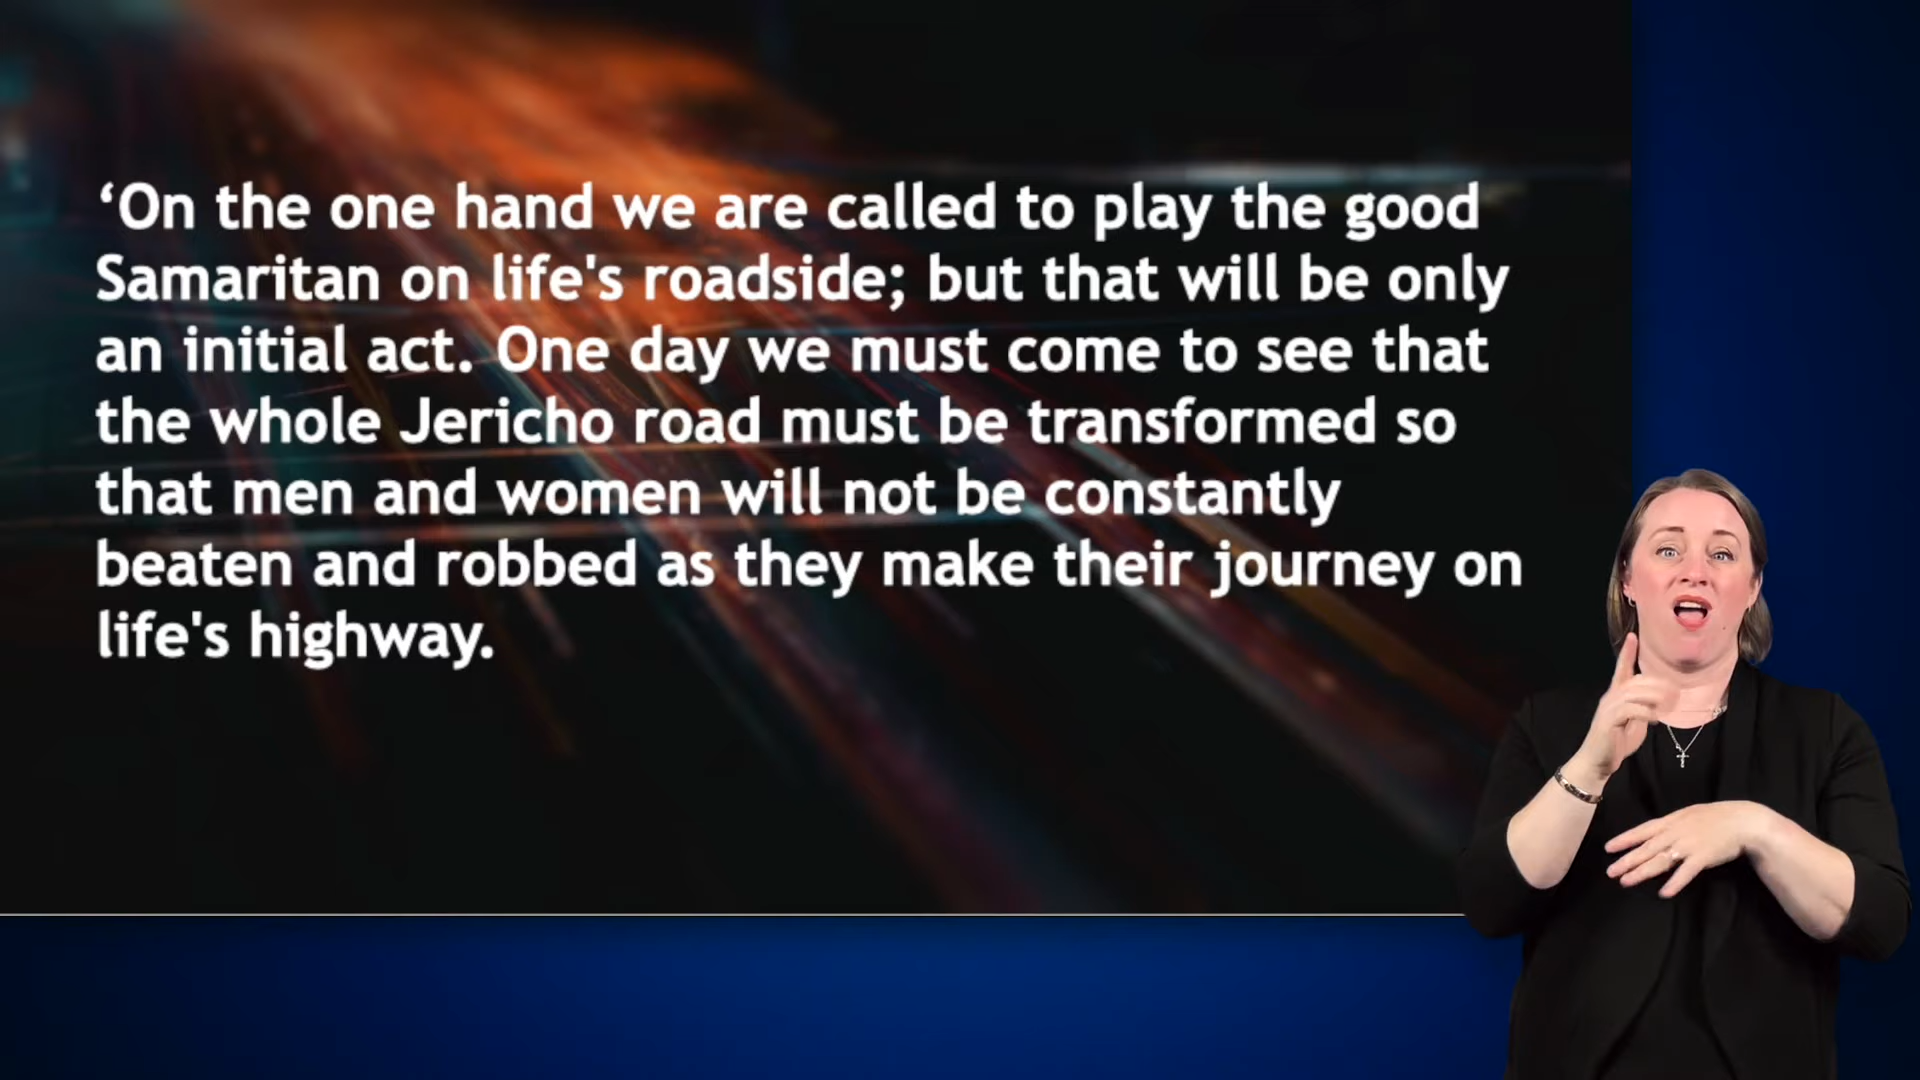 ‘On the one hand we are called to play the good
Samaritan on life's roadside; but that will be only
an initial act. One day we must come to see that
the whole Jericho road must be transformed so
that men and women will not be constantly
beaten and robbed as they make their journey on
life's highway.